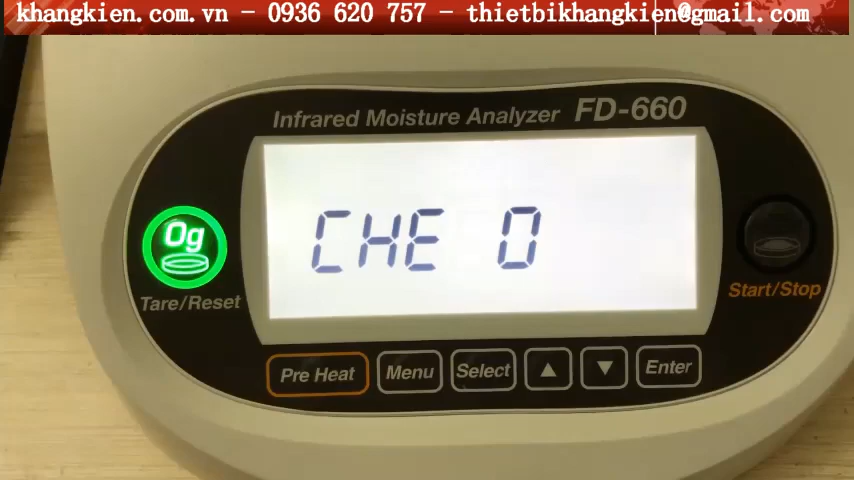 khangkien.com.vn - 0936 620 757 - thietbikhangkien@gmail.com
Infrared Moisture Analyzer FD-660
CHE 0
0g
Tare/Reset
Start/Stop
Pre Heat Menu Select ▲ ▼ Enter